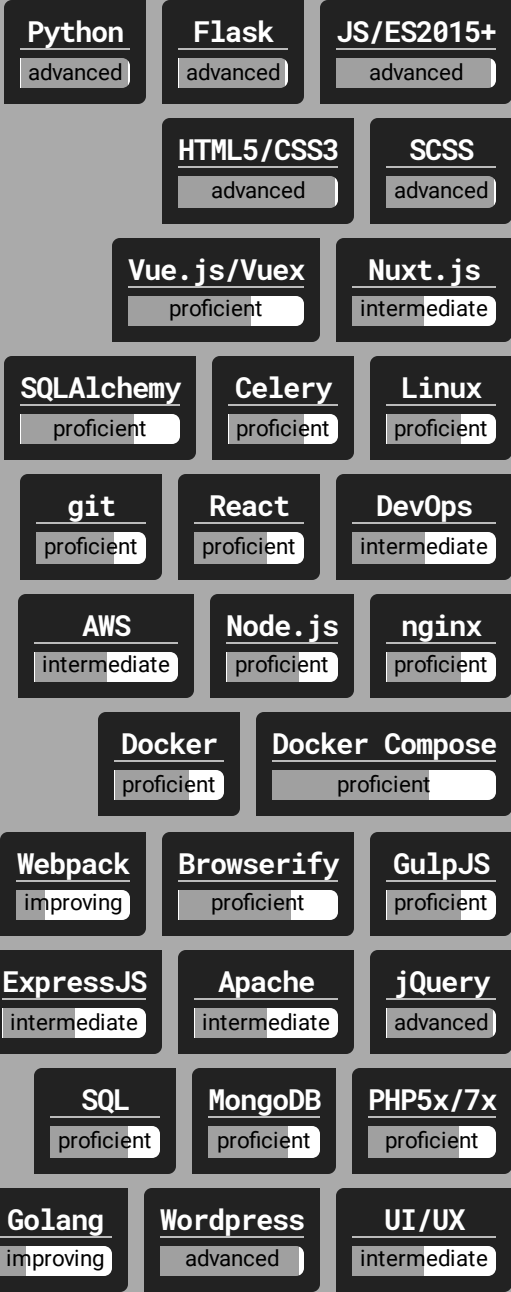 Python Flask JS/ES2015+
advanced advanced advanced
HTML5/CSS3 SCSS
advanced advanced
Vue.js/Vuex Nuxt.js
proficient intermediate
SQLAlchemy Celery Linux
proficient proficient proficient
git React DevOps
proficient proficient intermediate
AWS Node.js nginx
intermediate proficient proficient
Docker Docker Compose
proficient proficient
Webpack Browserify GulpJS
improving proficient proficient
ExpressJS Apache jQuery
intermediate intermediate advanced
SQL MongoDB PHP5x/7x
proficient proficient proficient
Golang Wordpress UI/UX
improving advanced intermediate